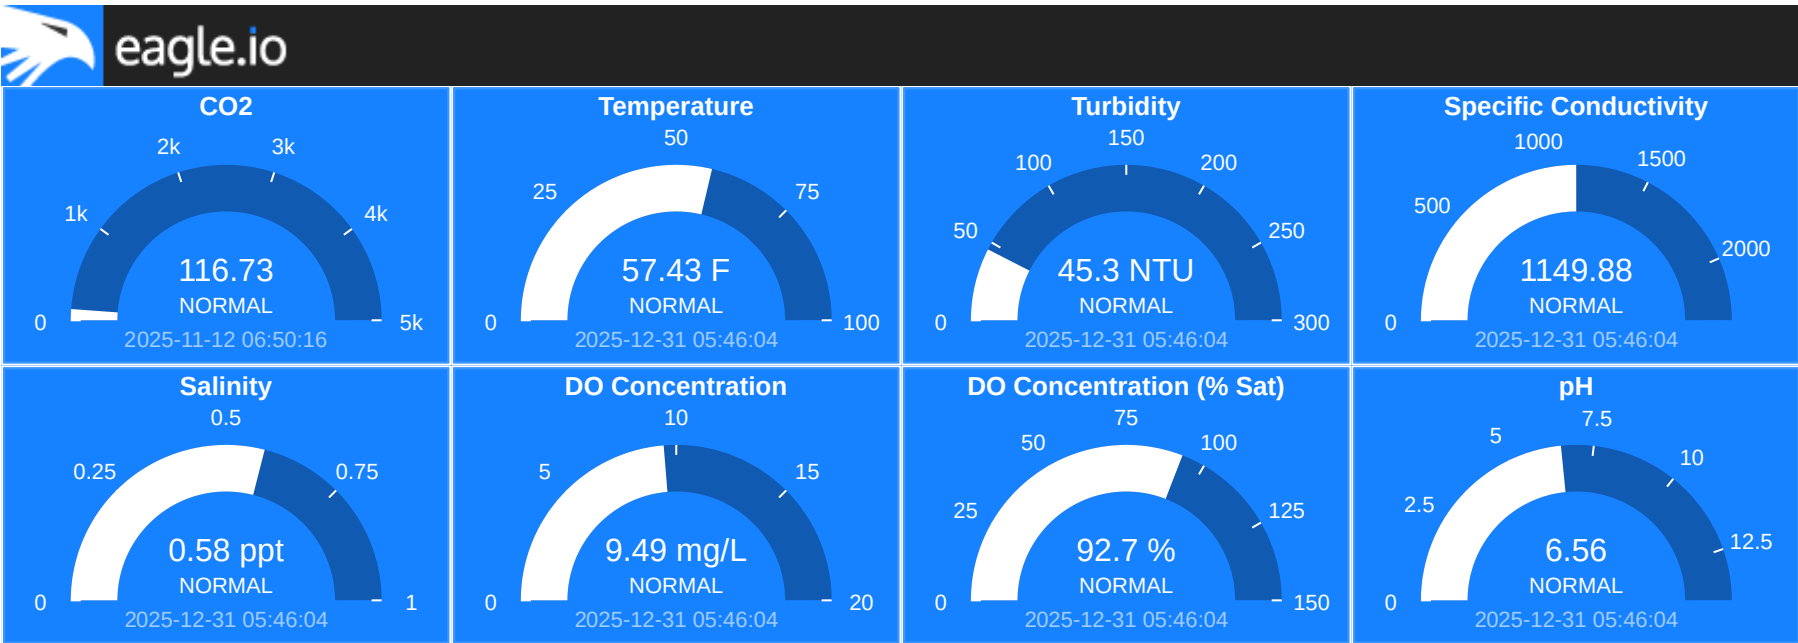 eagle.io
CO2
2k 3k
1k 4k
116.73
NORMAL
0 5k
2025-11-12 06:50:16
Temperature
50
25 75
57.43 F
NORMAL
0 100
2025-12-31 05:46:04
Turbidity
150
100 200
50 250
45.3 NTU
NORMAL
0 300
2025-12-31 05:46:04
Specific Conductivity
1000
1500
500
2000
1149.88
NORMAL
0
2025-12-31 05:46:04
Salinity
0.5
0.25 0.75
0.58 ppt
NORMAL
0 1
2025-12-31 05:46:04
DO Concentration
10
5 15
9.49 mg/L
NORMAL
0 20
2025-12-31 05:46:04
DO Concentration (% Sat)
75
50 100
25 125
92.7 %
NORMAL
0 150
2025-12-31 05:46:04
pH
7.5
5
10
2.5
12.5
6.56
NORMAL
0
2025-12-31 05:46:04